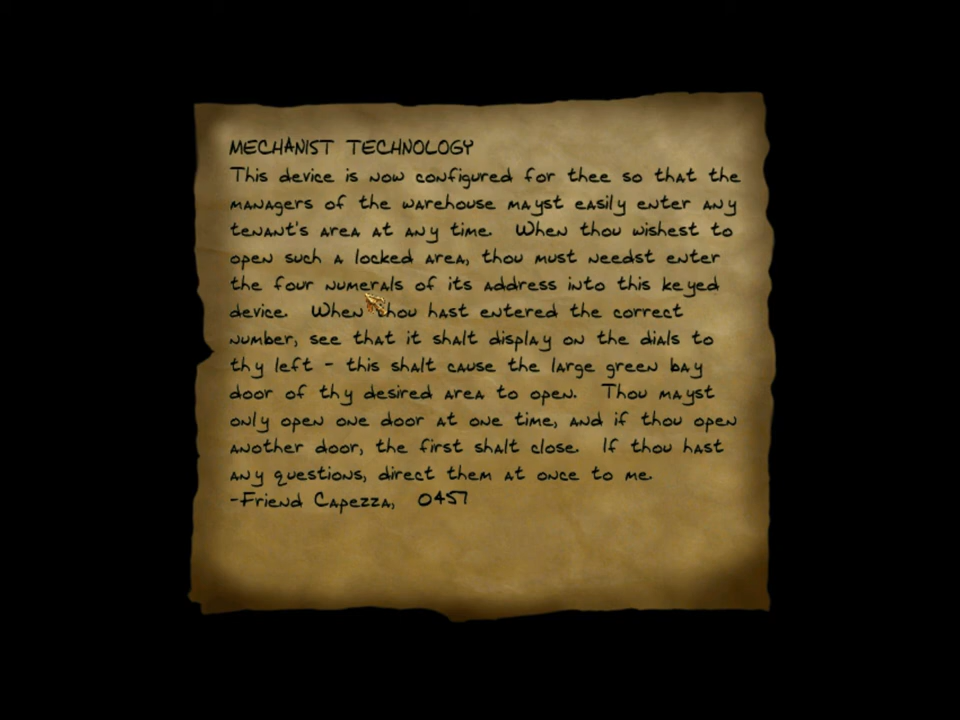 MECHANIST TECHNOLOGY
This device is now configured for thee so that the
managers of the warehouse mayst easily enter any
tenant's area at any time. When thou wishest to
open such a locked area, thou must needst enter
the four numerals of its address into this keyed
device. When thou hast entered the correct
number, see that it shalt display on the dials to
thy left - this shalt cause the large green bay
door of thy desired area to open. Thou mayst
only open one door at one time, and if thou open
another door, the first shalt close. If thou hast
any questions, direct them at once to me.
-Friend Capezza, 0457